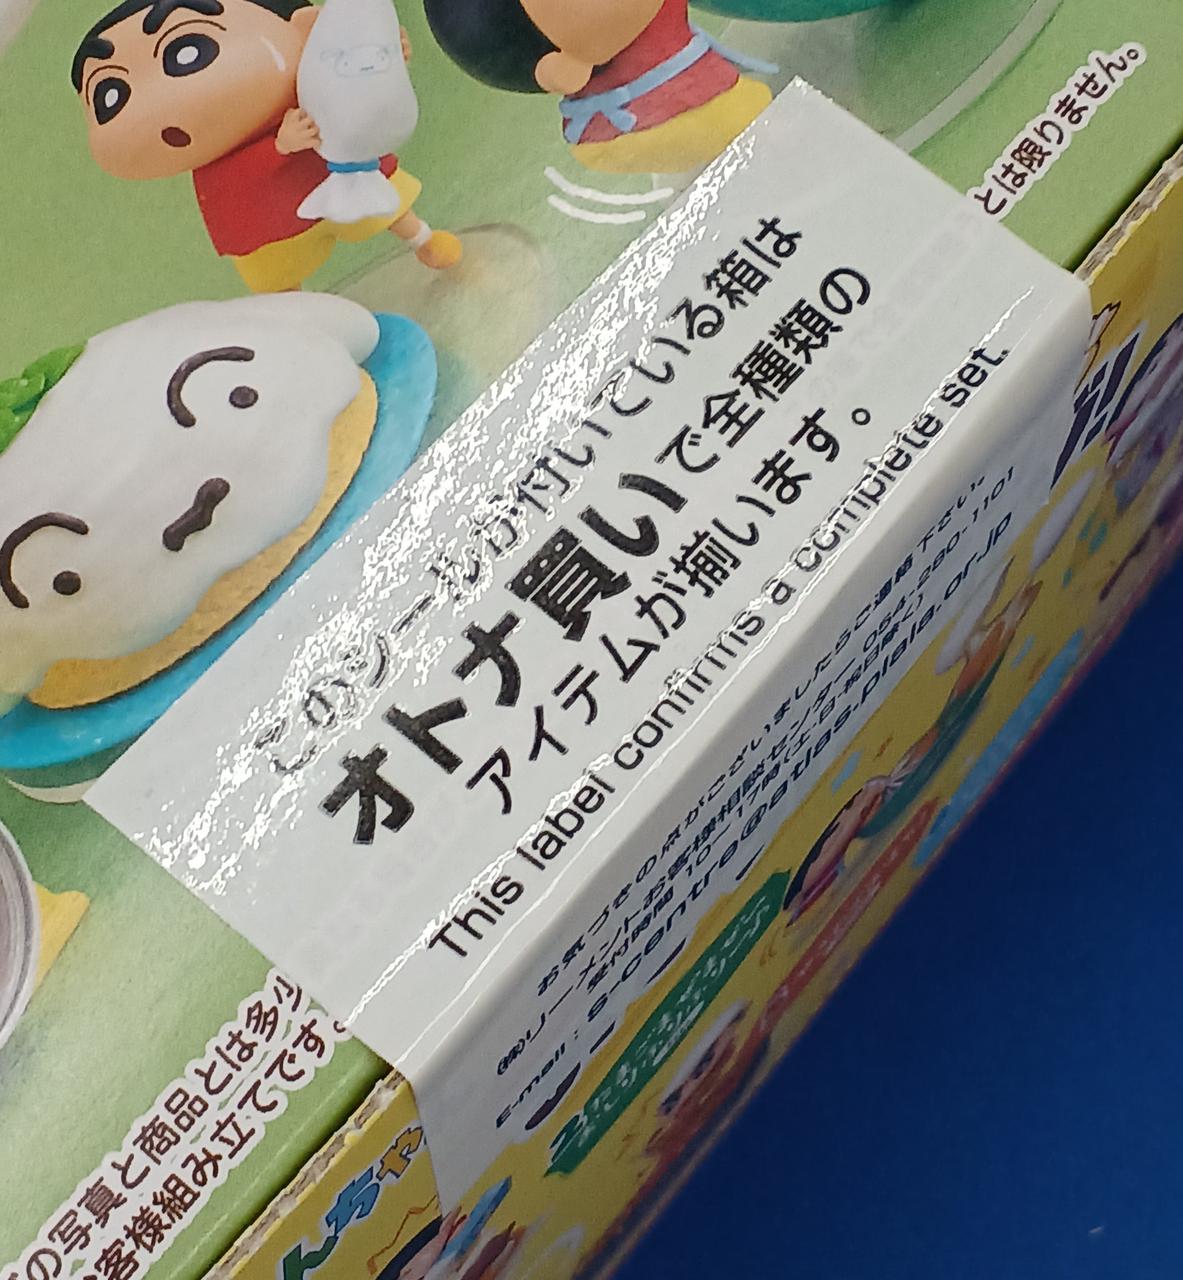 とは限りません。
このシールが付いている箱は
オトナ買いで全種類の
アイテムが揃います。
This label confirms a complete set.
お気づきの点がございましたらご連絡下さい。
㈱リーメントお客様相談センター 0564-280-1101
受付時間 10〜17時(土・日・祝日除く)
E-mail : s-centre@atlas.plala.or.jp
の写真と商品とは多少
客様組み立てです。
んちゃ